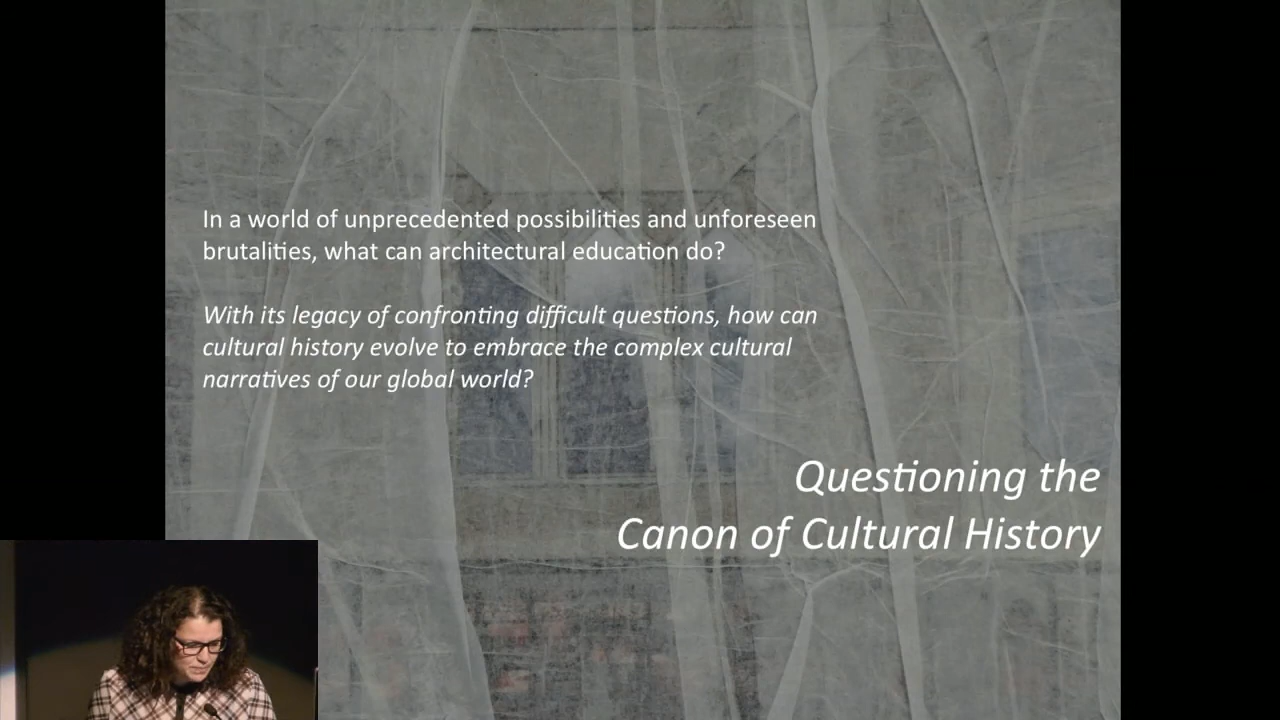 In a world of unprecedented possibilities and unforeseen
brutalities, what can architectural education do?
With its legacy of confronting difficult questions, how can
cultural history evolve to embrace the complex cultural
narratives of our global world?
Questioning the
Canon of Cultural History